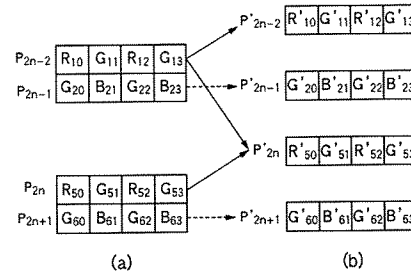 P2n-2 R10 G11 R12 G13
P2n-1 G20 B21 G22 B23
P2n R50 G51 R52 G53
P2n+1 G60 B61 G62 B63
(a)
P'2n-2 R'10 G'11 R'12 G'13
P'2n-1 G'20 B'21 G'22 B'23
P'2n R'50 G'51 R'52 G'53
P'2n+1 G'60 B'61 G'62 B'63
(b)